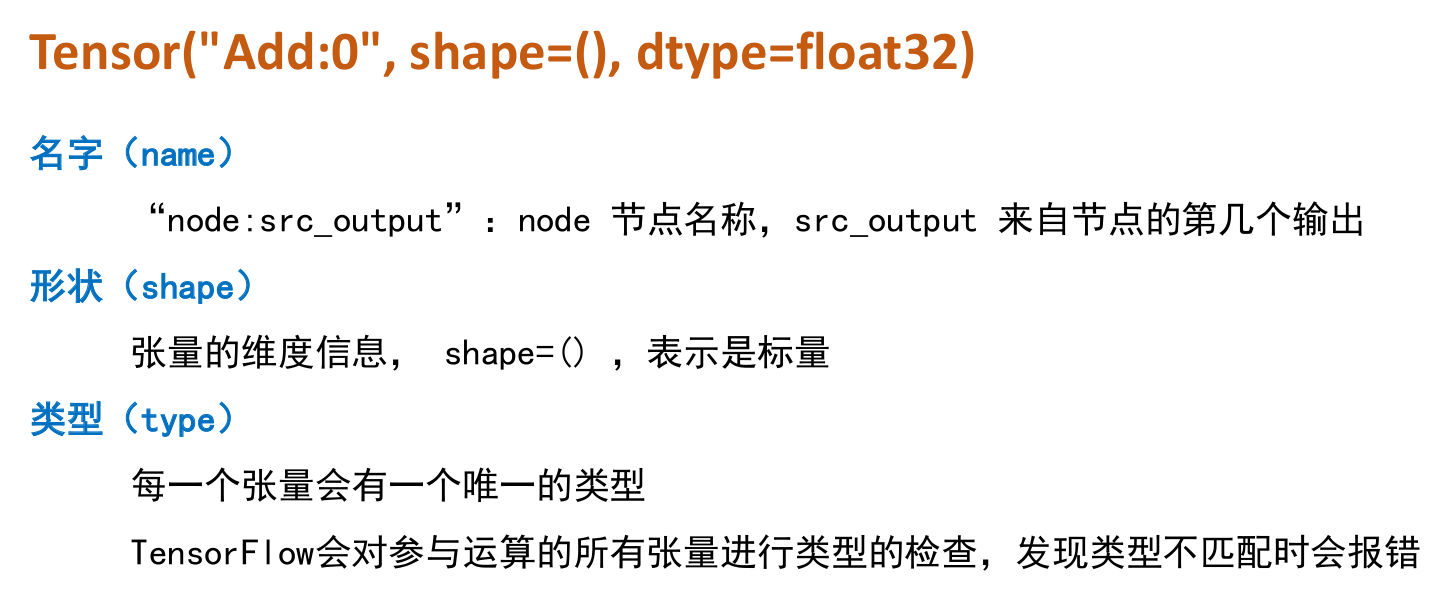 Tensor("Add:0", shape=(), dtype=float32)
名字（name）
“node:src_output”：node 节点名称，src_output 来自节点的第几个输出
形状（shape）
张量的维度信息， shape=() ，表示是标量
类型（type）
每一个张量会有一个唯一的类型
TensorFlow会对参与运算的所有张量进行类型的检查，发现类型不匹配时会报错